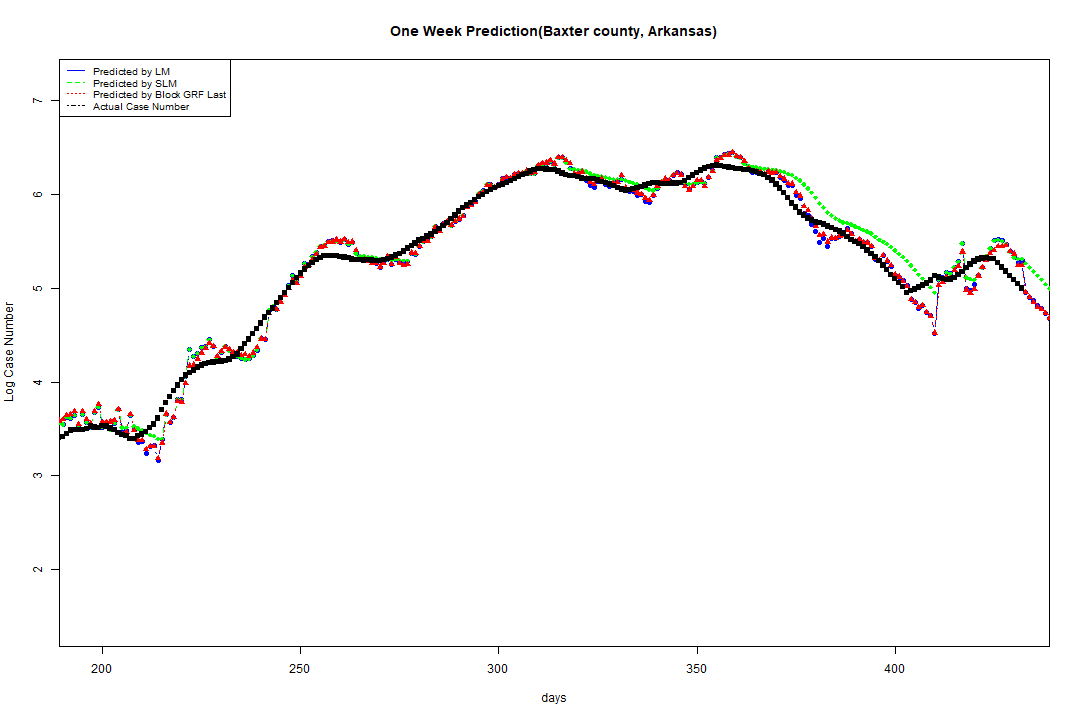 One Week Prediction(Baxter county, Arkansas)
Predicted by LM
Predicted by SLM
Predicted by Block GRF Last
Actual Case Number
7
6
5
4
3
2
Log Case Number
200 250 300 350 400
days